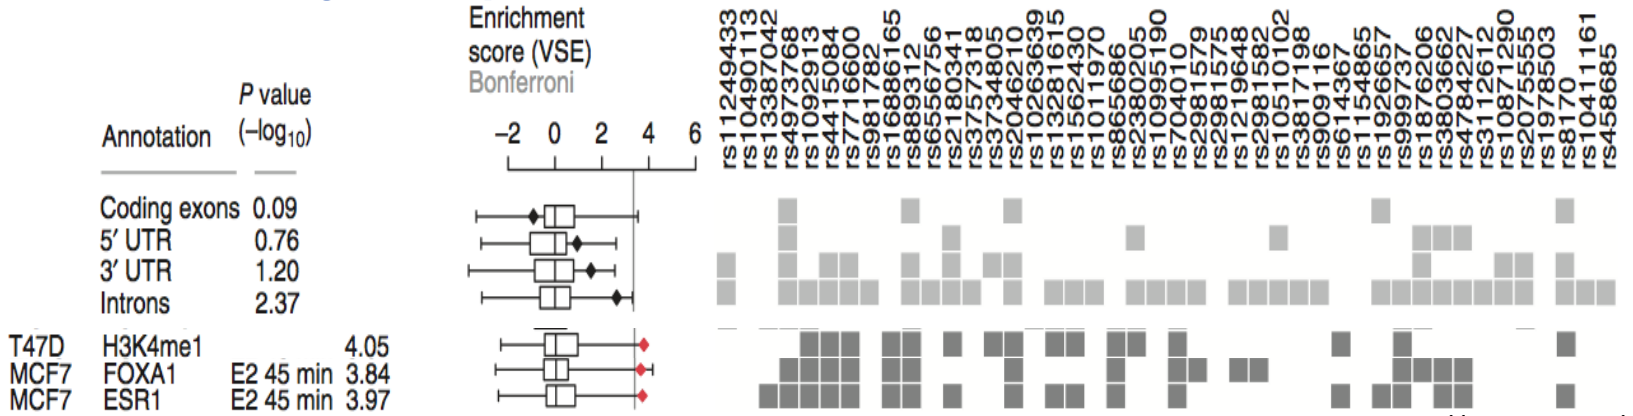 Enrichment
score (VSE)
Bonferroni
P value
(–log10)
Annotation
–2 0 2 4 6
rs11249433
rs10490113
rs13387042
rs4973768
rs1092913
rs4415084
rs7716600
rs981782
rs16886165
rs889312
rs6556756
rs2180341
rs3757318
rs3734805
rs2046210
rs10263639
rs13281615
rs1562430
rs1011970
rs865686
rs2380205
rs10995190
rs704010
rs2981579
rs2981575
rs1219648
rs2981582
rs10510102
rs3817198
rs909116
rs614367
rs1154865
rs1926657
rs999737
rs1876206
rs3803662
rs4784227
rs3112612
rs10871290
rs2075555
rs1978503
rs8170
rs10411161
rs458685
Coding exons 0.09
5′ UTR 0.76
3′ UTR 1.20
Introns 2.37
T47D H3K4me1 4.05
MCF7 FOXA1 E2 45 min 3.84
MCF7 ESR1 E2 45 min 3.97